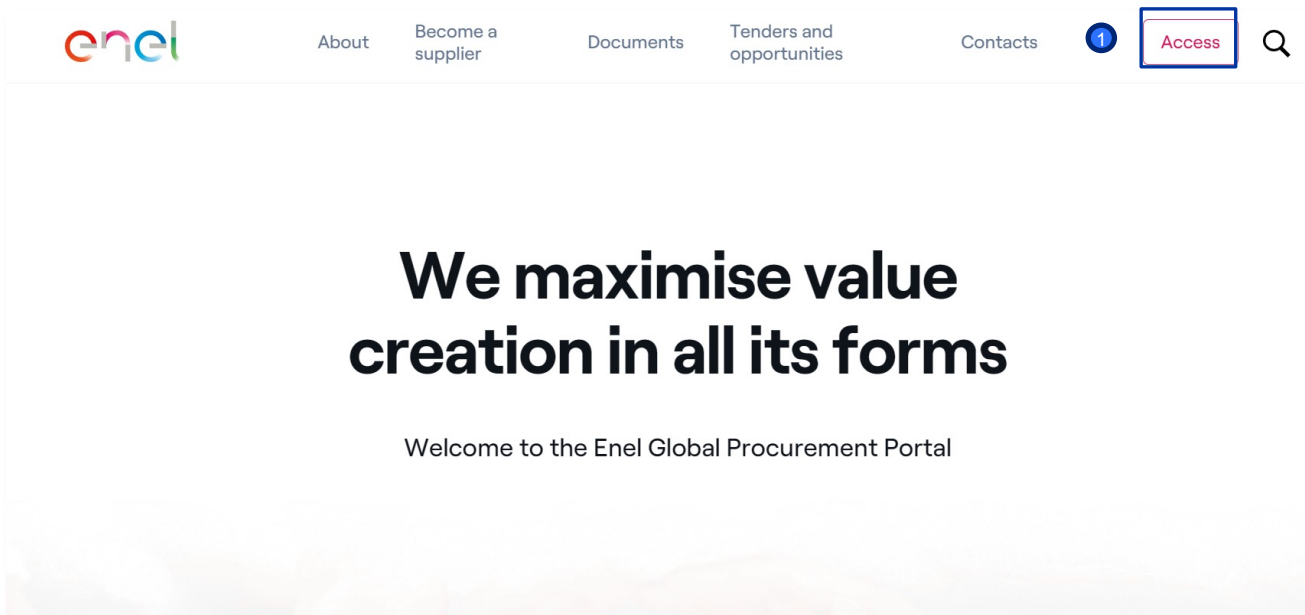 enel
About
Become a
supplier
Documents
Tenders and
opportunities
Contacts
1
Access
We maximise value
creation in all its forms
Welcome to the Enel Global Procurement Portal